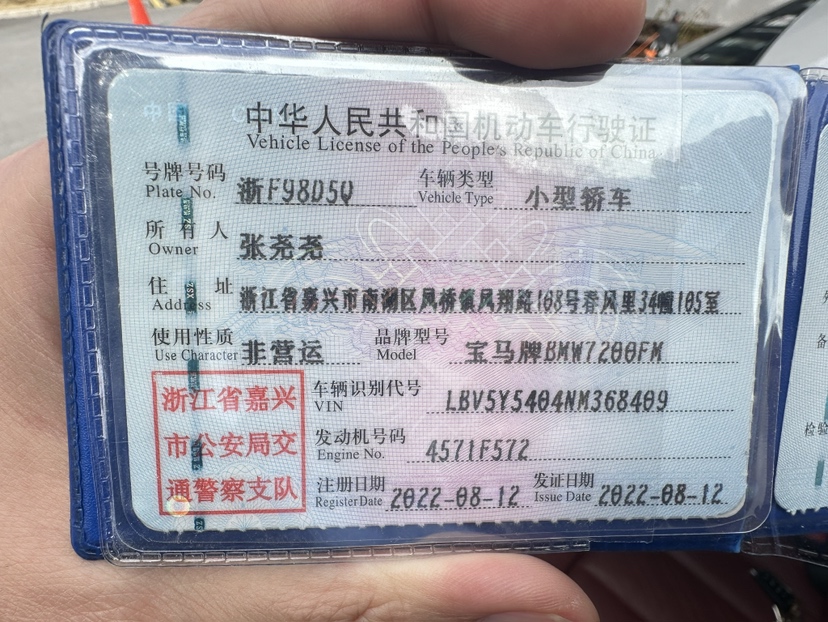 中华人民共和国机动车行驶证
Vehicle License of the People's Republic of China
号牌号码 浙F98D5Q 车辆类型 小型轿车
Plate No. Vehicle Type
所有人 张尧尧
Owner
住址 浙江省嘉兴市南湖区凤桥镇凤翔路108号春风里34幢105室
Address
使用性质 非营运 品牌型号 宝马牌BMW7200FM
Use Character Model
浙江省嘉兴
市公安局交
通警察支队
车辆识别代号 LBV5Y5404NM368409
VIN
发动机号码 4571F572
Engine No.
注册日期 2022-08-12 发证日期 2022-08-12
Register Date Issue Date